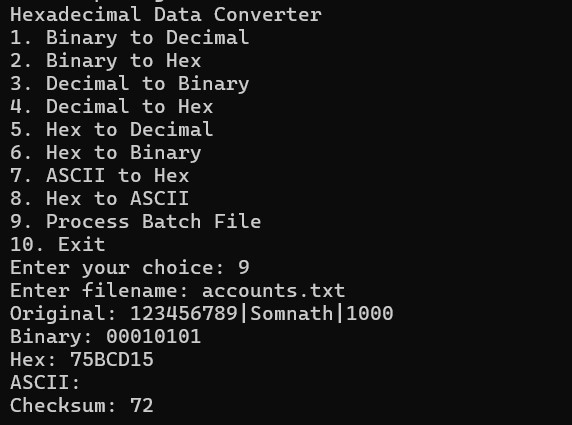 Hexadecimal Data Converter
1. Binary to Decimal
2. Binary to Hex
3. Decimal to Binary
4. Decimal to Hex
5. Hex to Decimal
6. Hex to Binary
7. ASCII to Hex
8. Hex to ASCII
9. Process Batch File
10. Exit
Enter your choice: 9
Enter filename: accounts.txt
Original: 123456789|Somnath|1000
Binary: 00010101
Hex: 75BCD15
ASCII:
Checksum: 72